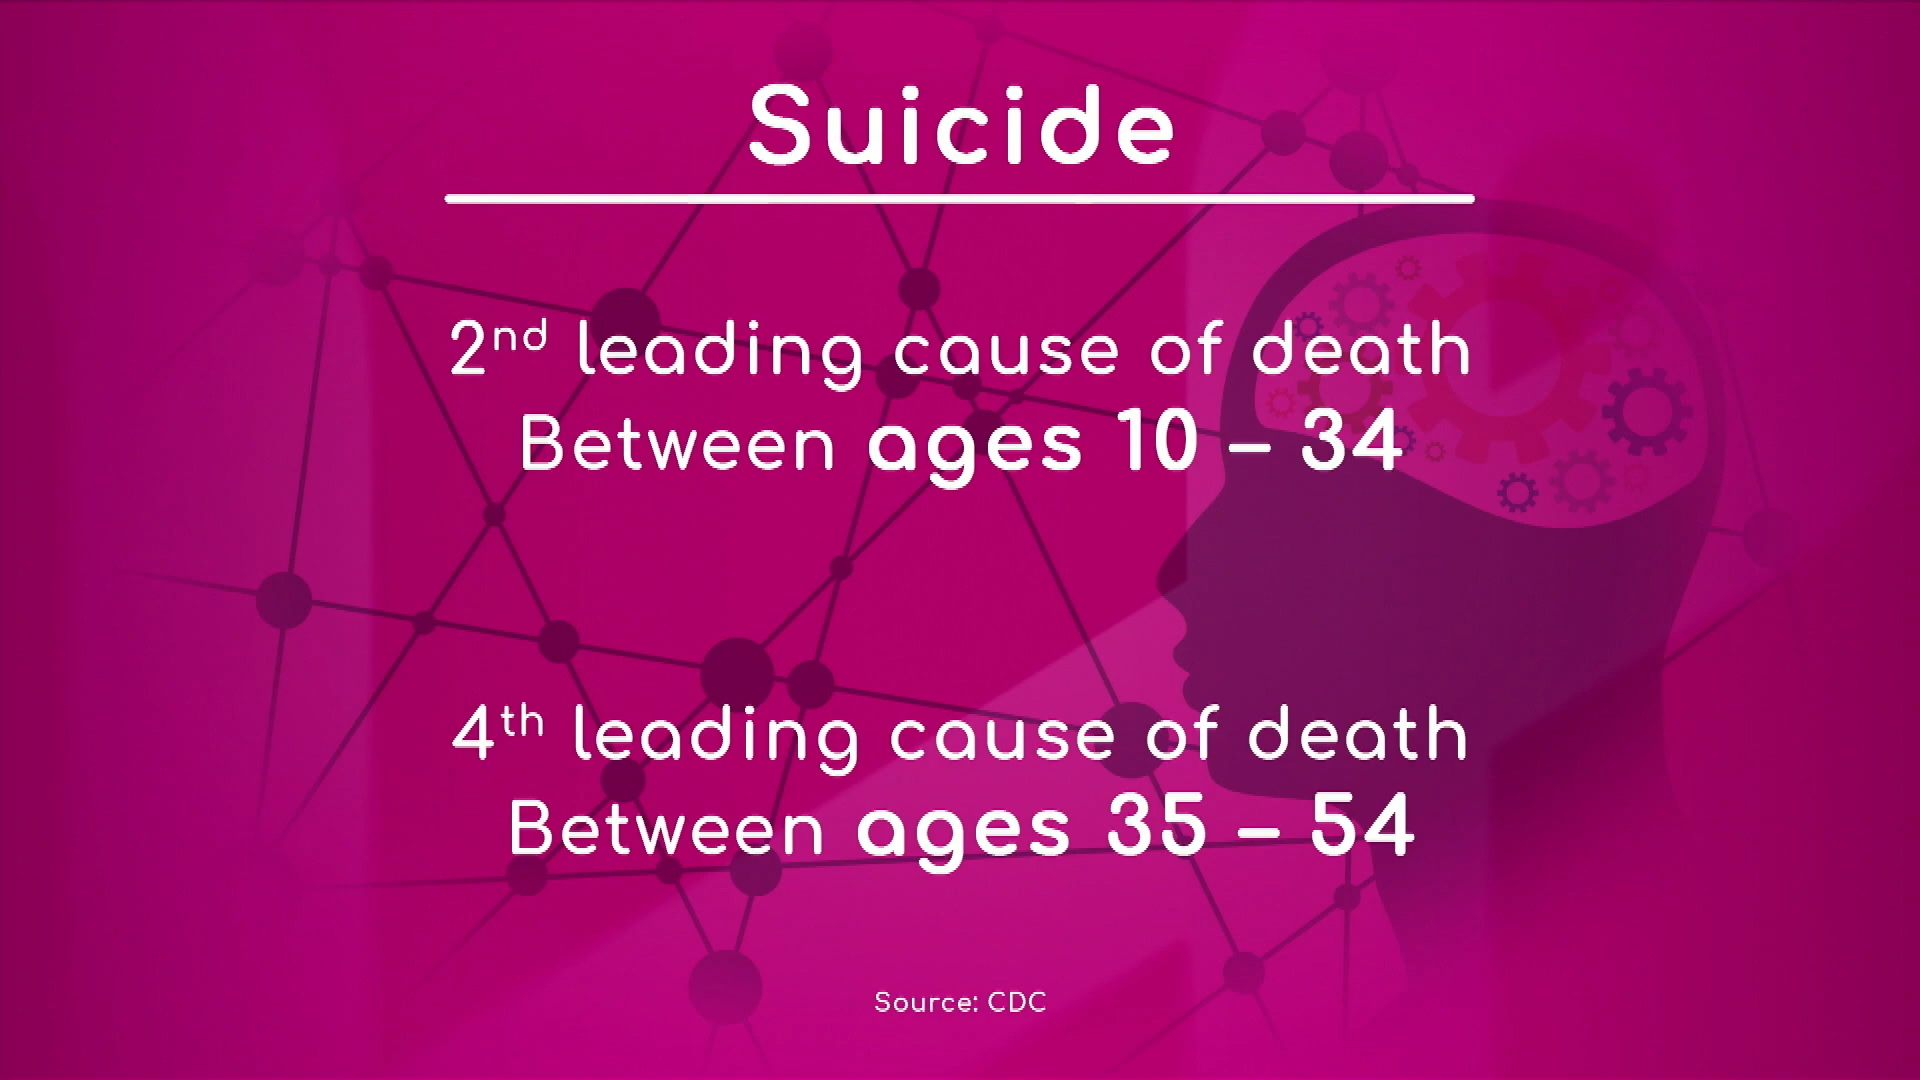 Suicide
2nd leading cause of death
Between ages 10 – 34
4th leading cause of death
Between ages 35 – 54
Source: CDC